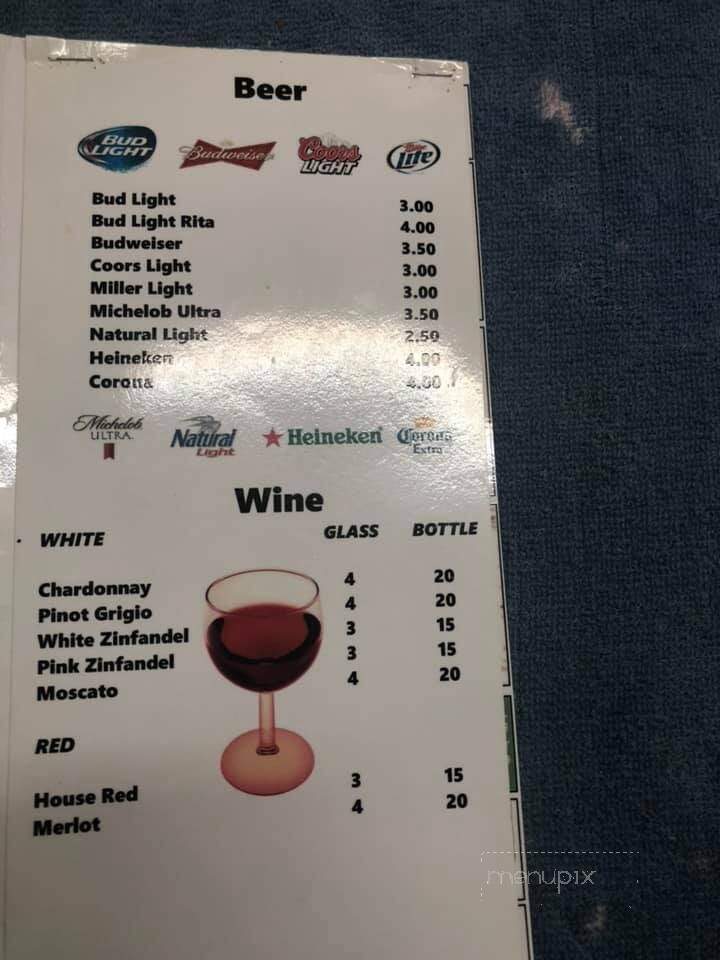 Beer
BUD LIGHT Budweiser Coors LIGHT Miller Lite
Bud Light 3.00
Bud Light Rita 4.00
Budweiser 3.50
Coors Light 3.00
Miller Light 3.00
Michelob Ultra 3.50
Natural Light 2.50
Heineken 4.00
Corona 4.00
Michelob ULTRA Natural Light Heineken Corona Extra
Wine
WHITE GLASS BOTTLE
Chardonnay 4 20
Pinot Grigio 4 20
White Zinfandel 3 15
Pink Zinfandel 3 15
Moscato 4 20
RED
House Red 3 15
Merlot 4 20
menupix